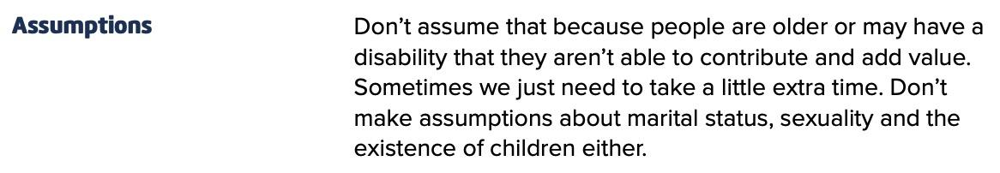 Assumptions
Don’t assume that because people are older or may have a
disability that they aren’t able to contribute and add value.
Sometimes we just need to take a little extra time. Don’t
make assumptions about marital status, sexuality and the
existence of children either.